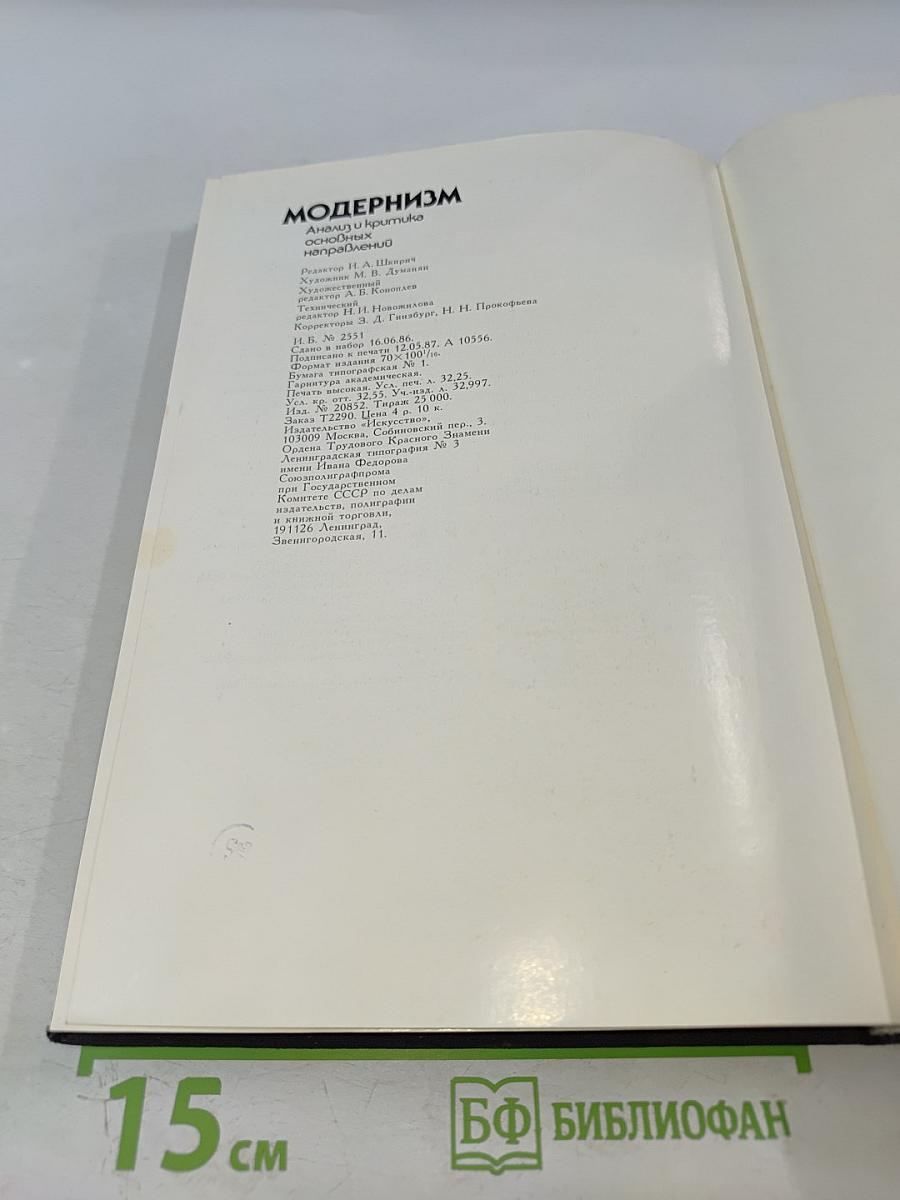 МОДЕРНИЗМ
Анализ и критика
основных
направлений
Редактор И. А. Шкирич
Художник М. В. Думанян
Художественный
редактор А. Б. Коноплев
Технический
редактор Н. И. Новожилова
Корректоры З. Д. Гинзбург, Н. Н. Прокофьева
И. Б. № 2551
Сдано в набор 16.06.86.
Подписано к печати 12.05.87. А 10556.
Формат издания 70×100¹/₁₆.
Бумага типографская № 1.
Гарнитура академическая.
Печать высокая. Усл. печ. л. 32,25.
Усл. кр. отт. 32,55. Уч.-изд. л. 32,997.
Изд. № 20852. Тираж 25 000.
Заказ Т2290. Цена 4 р. 10 к.
Издательство «Искусство»,
103009 Москва, Собиновский пер., 3.
Ордена Трудового Красного Знамени
Ленинградская типография № 3
имени Ивана Федорова
Союзполиграфпрома
при Государственном
Комитете СССР по делам
издательств, полиграфии
и книжной торговли,
191126 Ленинград,
Звенигородская, 11.
15 см
БФ БИБЛИОФАН